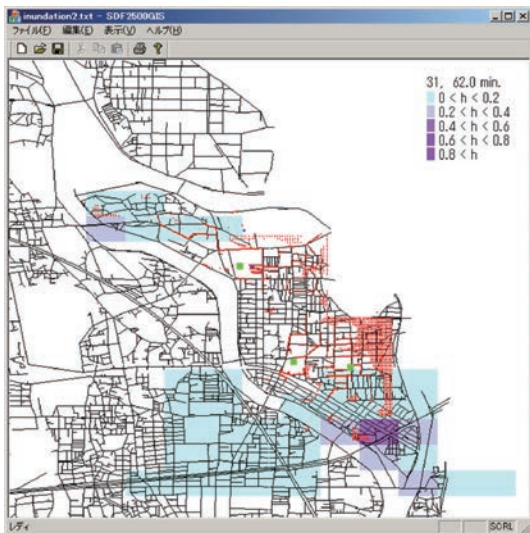 inundation2.txt - SDF2500GIS
ファイル(F) 編集(E) 表示(V) ヘルプ(H)
31, 62.0 min.
0 < h < 0.2
0.2 < h < 0.4
0.4 < h < 0.6
0.6 < h < 0.8
0.8 < h
レディ
SCRL